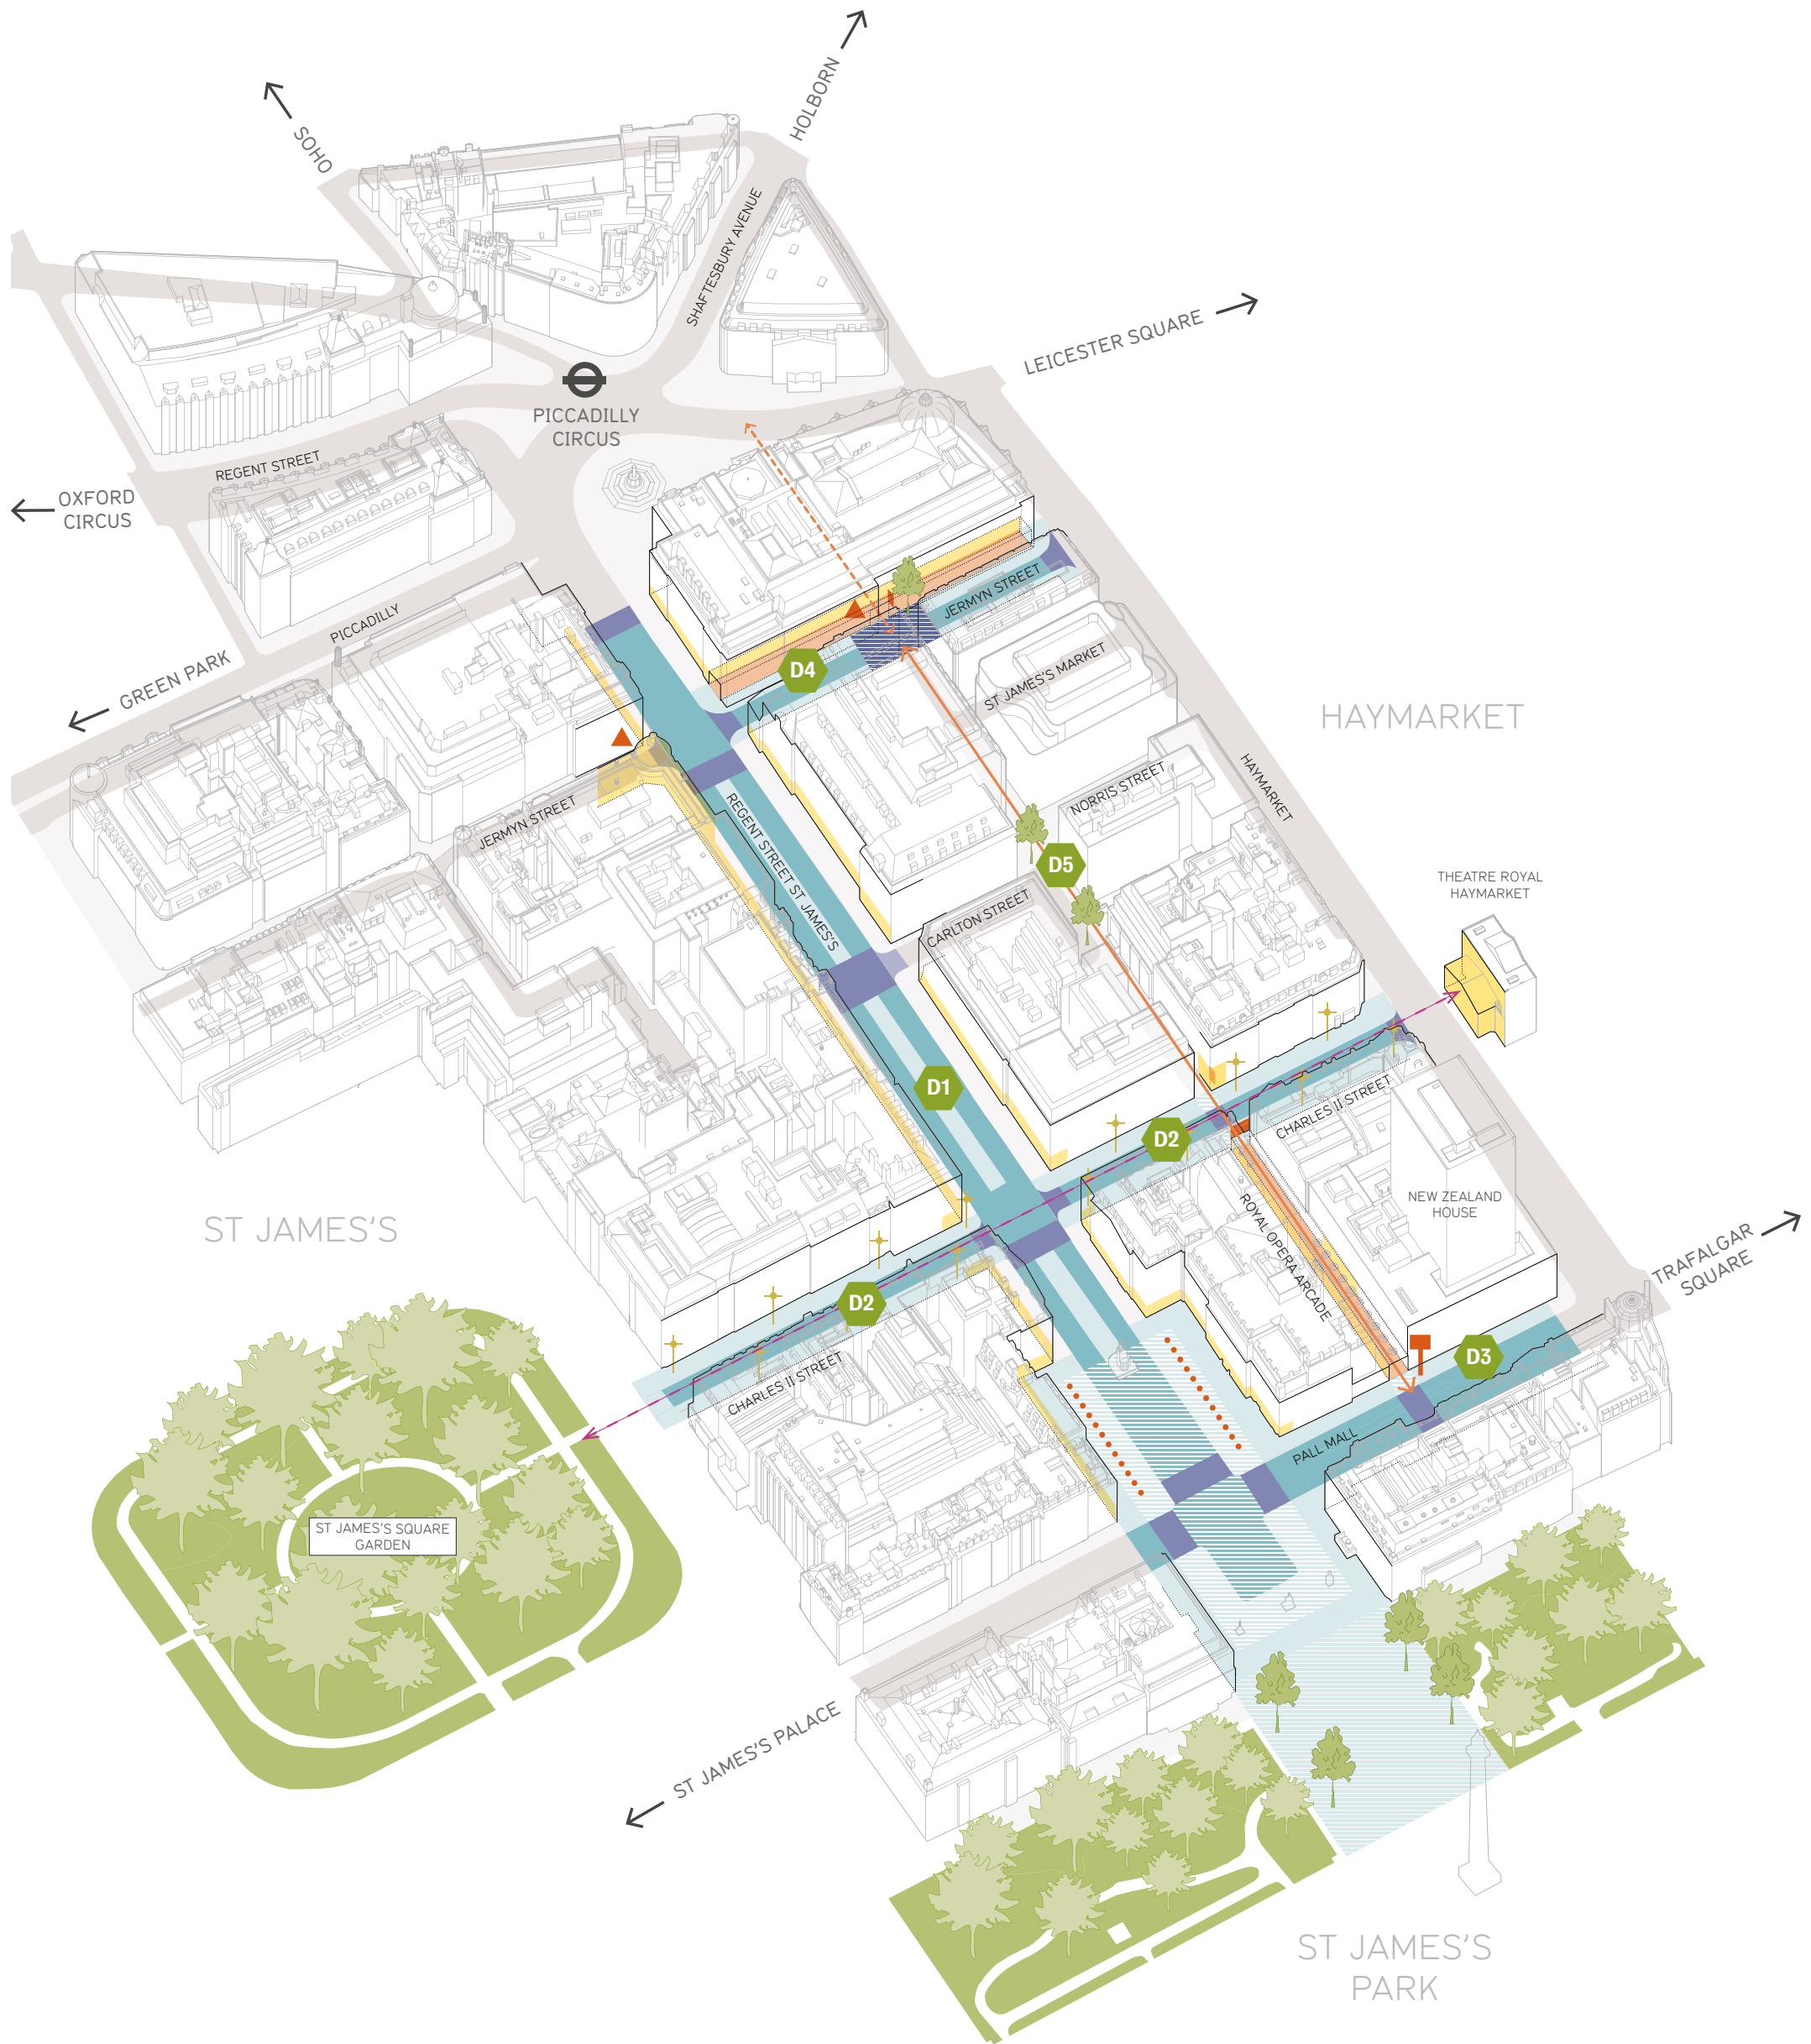 HOLBORN
SOHO
SHAFTESBURY AVENUE
LEICESTER SQUARE
PICCADILLY
CIRCUS
REGENT STREET
OXFORD
CIRCUS
PICCADILLY
GREEN PARK
JERMYN STREET
D4
ST JAMES'S MARKET
HAYMARKET
HAYMARKET
NORRIS STREET
JERMYN STREET
REGENT STREET ST JAMES'S
D5
THEATRE ROYAL
HAYMARKET
CARLTON STREET
D1
CHARLES II STREET
D2
NEW ZEALAND
HOUSE
ST JAMES'S
ROYAL OPERA ARCADE
TRAFALGAR
SQUARE
D2
D3
CHARLES II STREET
PALL MALL
ST JAMES'S SQUARE
GARDEN
ST JAMES'S PALACE
ST JAMES'S
PARK